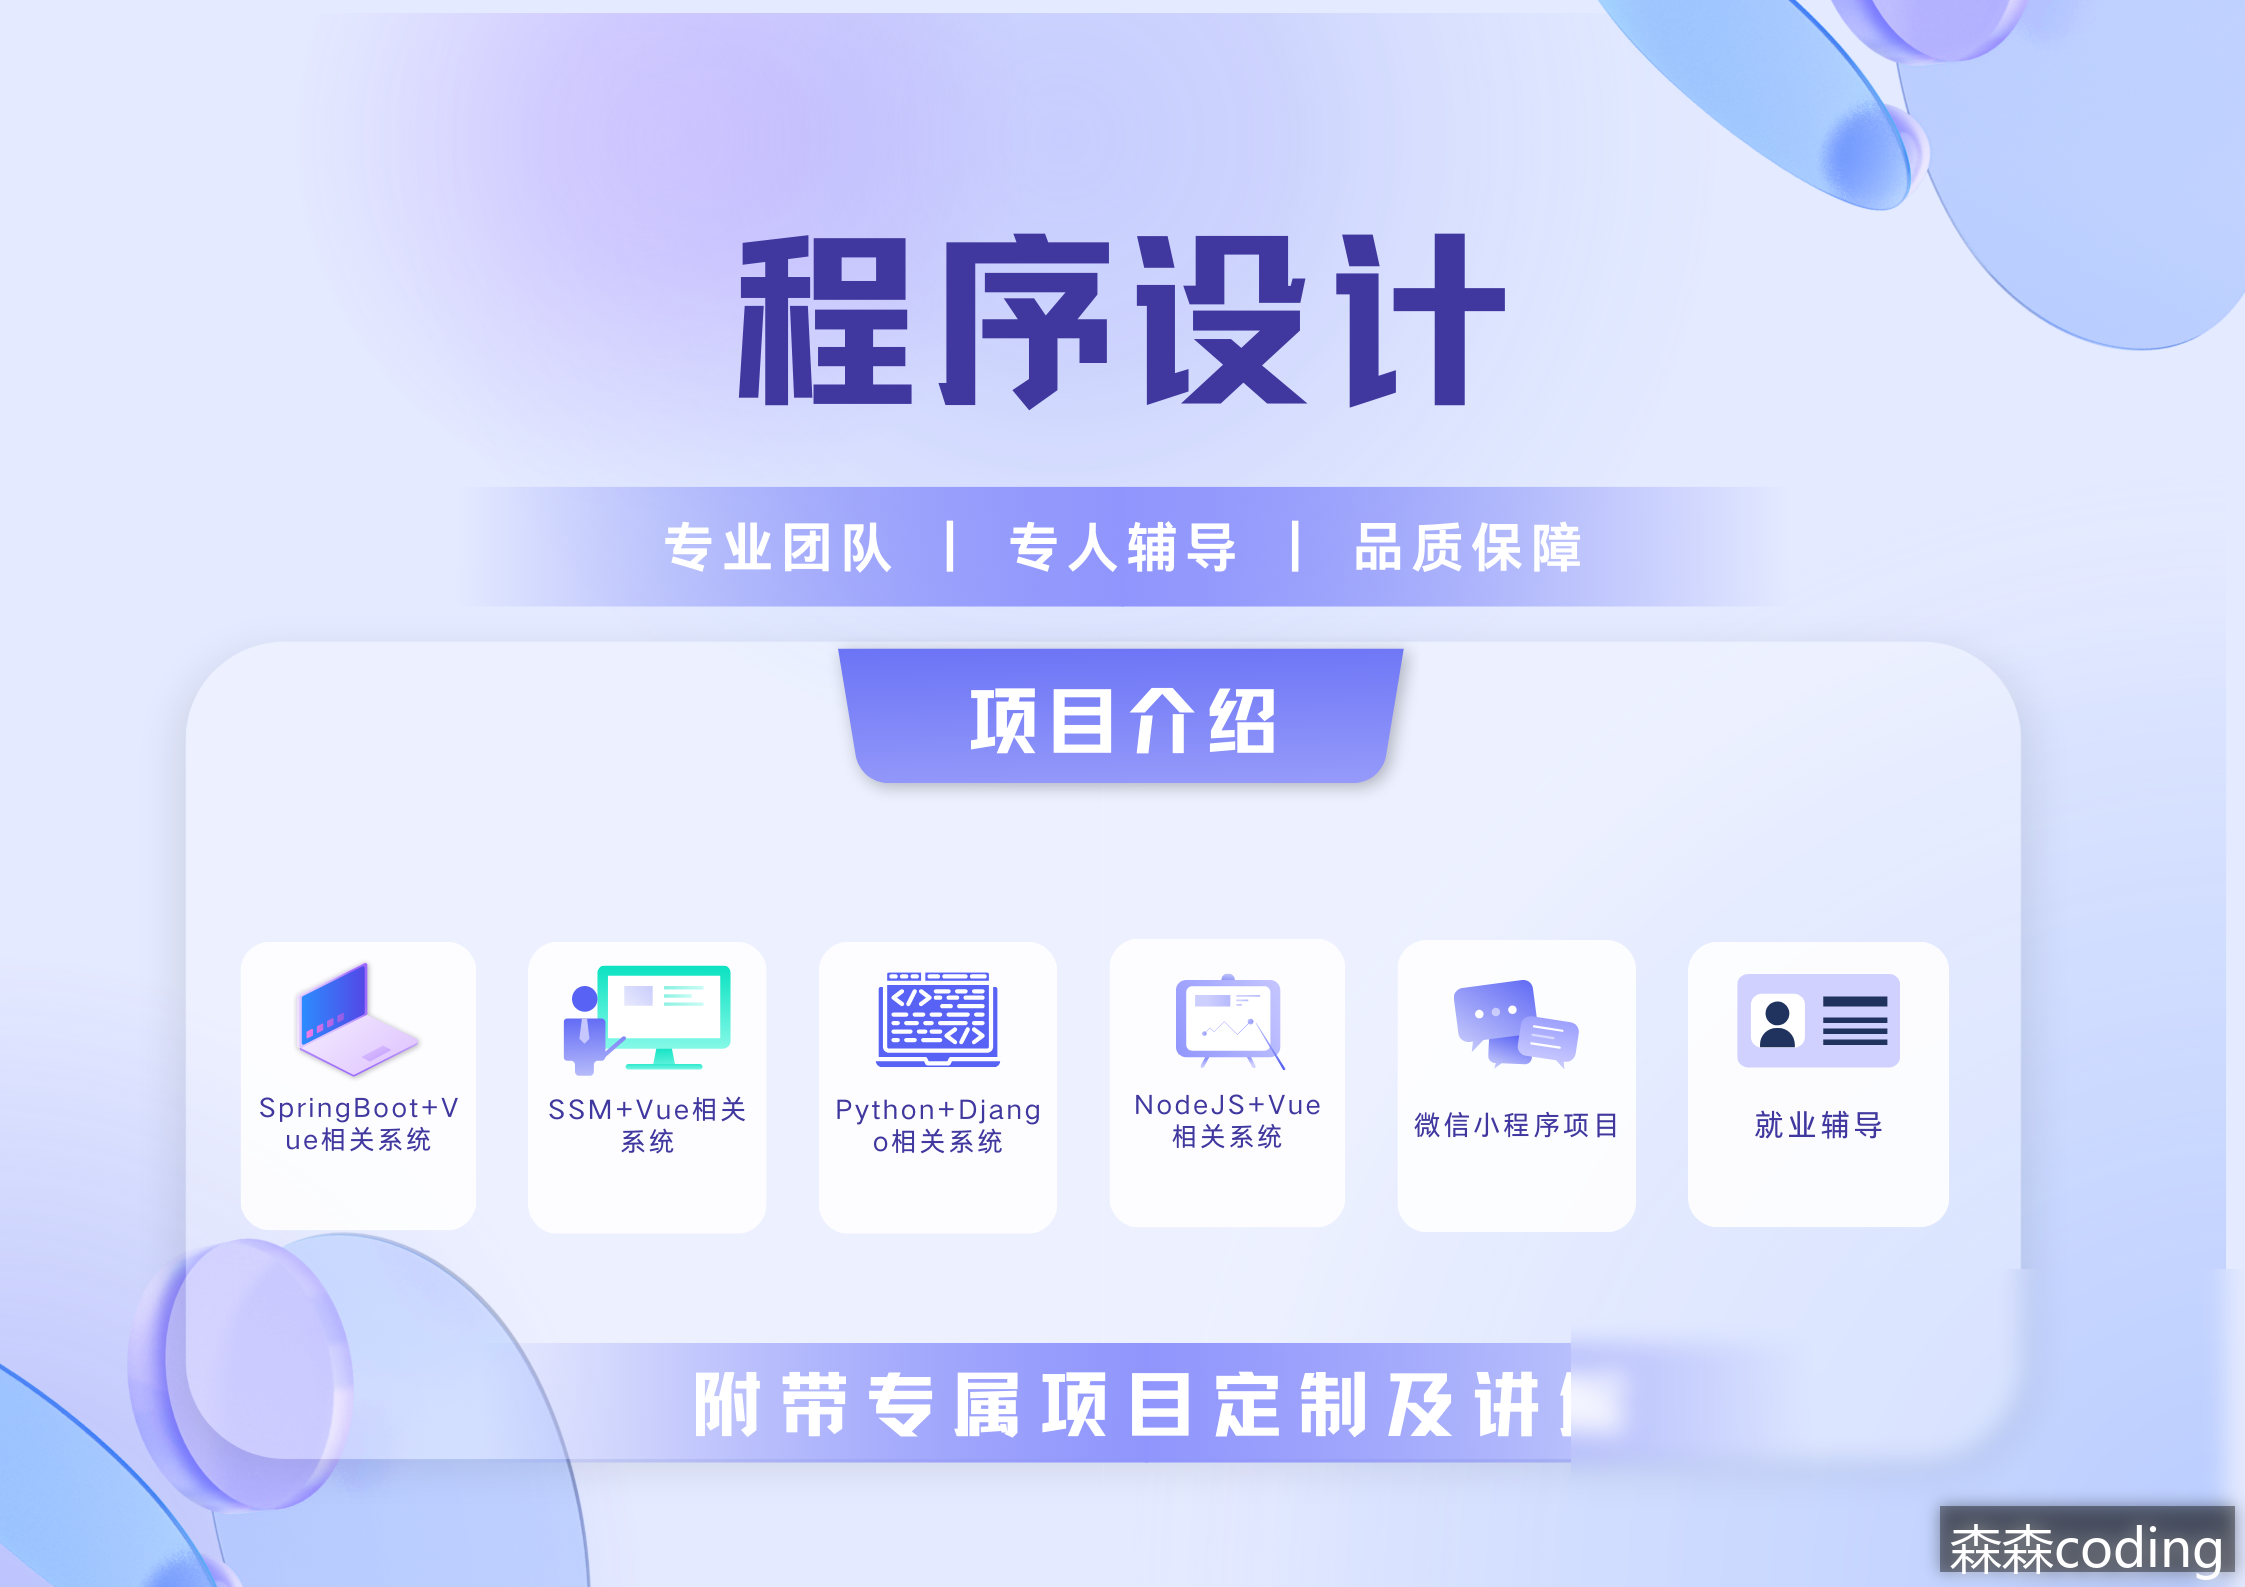 程序设计
专业团队 | 专人辅导 | 品质保障
项目介绍
SpringBoot+V
ue相关系统
SSM+Vue相关
系统
Python+Djang
o相关系统
NodeJS+Vue
相关系统
微信小程序项目
就业辅导
附带专属项目定制及讲
森森coding